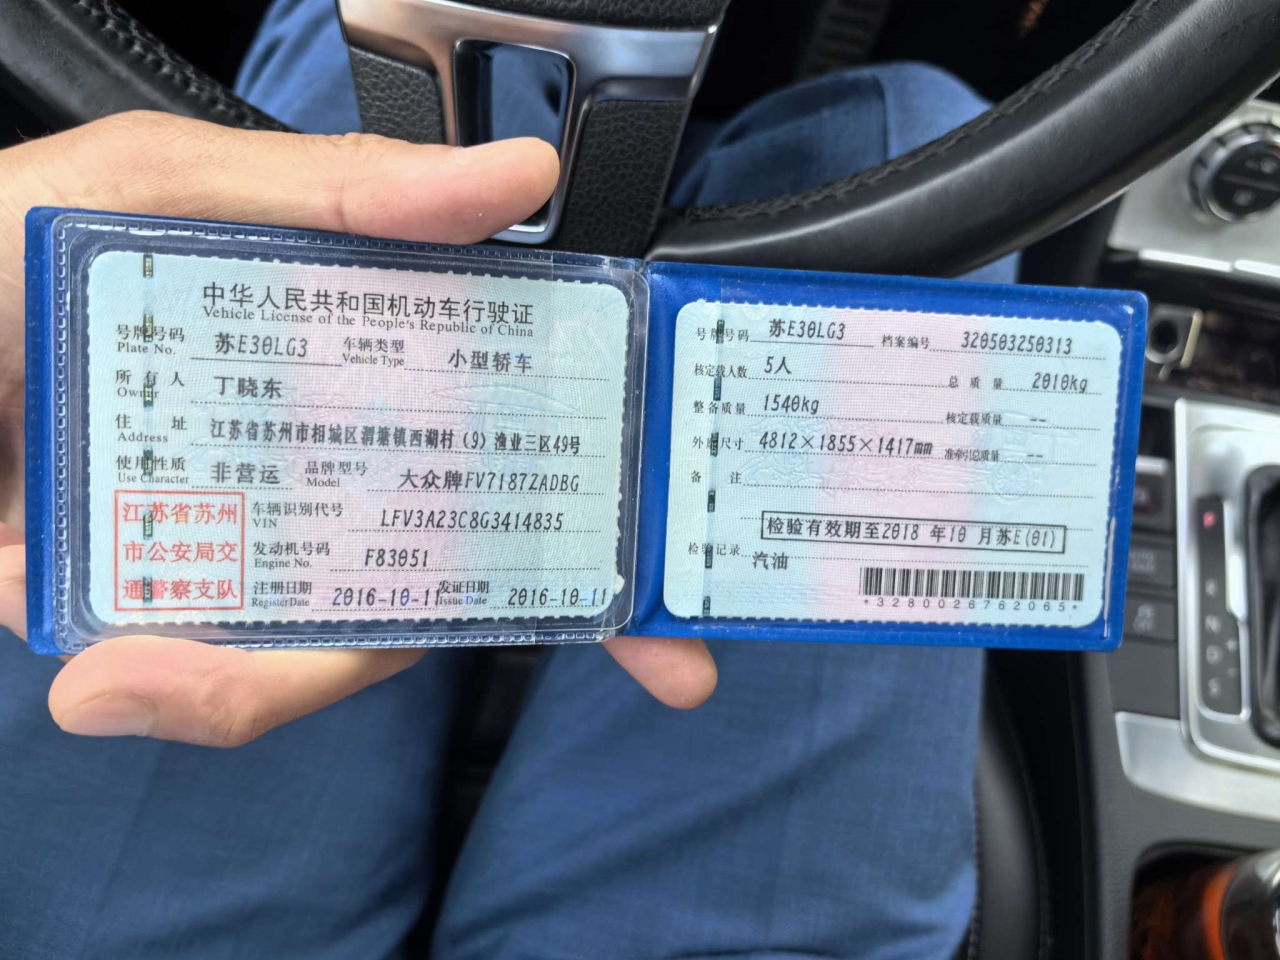 中华人民共和国机动车行驶证
Vehicle License of the People's Republic of China
号牌号码 苏E30LG3 车辆类型 小型轿车
Plate No. Vehicle Type
所有人 丁晓东
Owner
住址 江苏省苏州市相城区渭塘镇西湖村（9）渔业三区49号
Address
使用性质 非营运 品牌型号 大众牌FV71872ADBG
Use Character Model
江苏省苏州
市公安局交
通警察支队
车辆识别代号 LFV3A23C8G3414835
VIN
发动机号码 F83051
Engine No.
注册日期 2016-10-11 发证日期 2016-10-11
Register Date Issue Date
号牌号码 苏E30LG3 档案编号 320503250313
核定载人数 5人 总质量 2010kg
整备质量 1540kg 核定载质量 --
外廓尺寸 4812×1855×1417mm 准牵引总质量 --
备注
检验有效期至2018 年10 月苏E(01)
检验记录 汽油
*3280026762065*